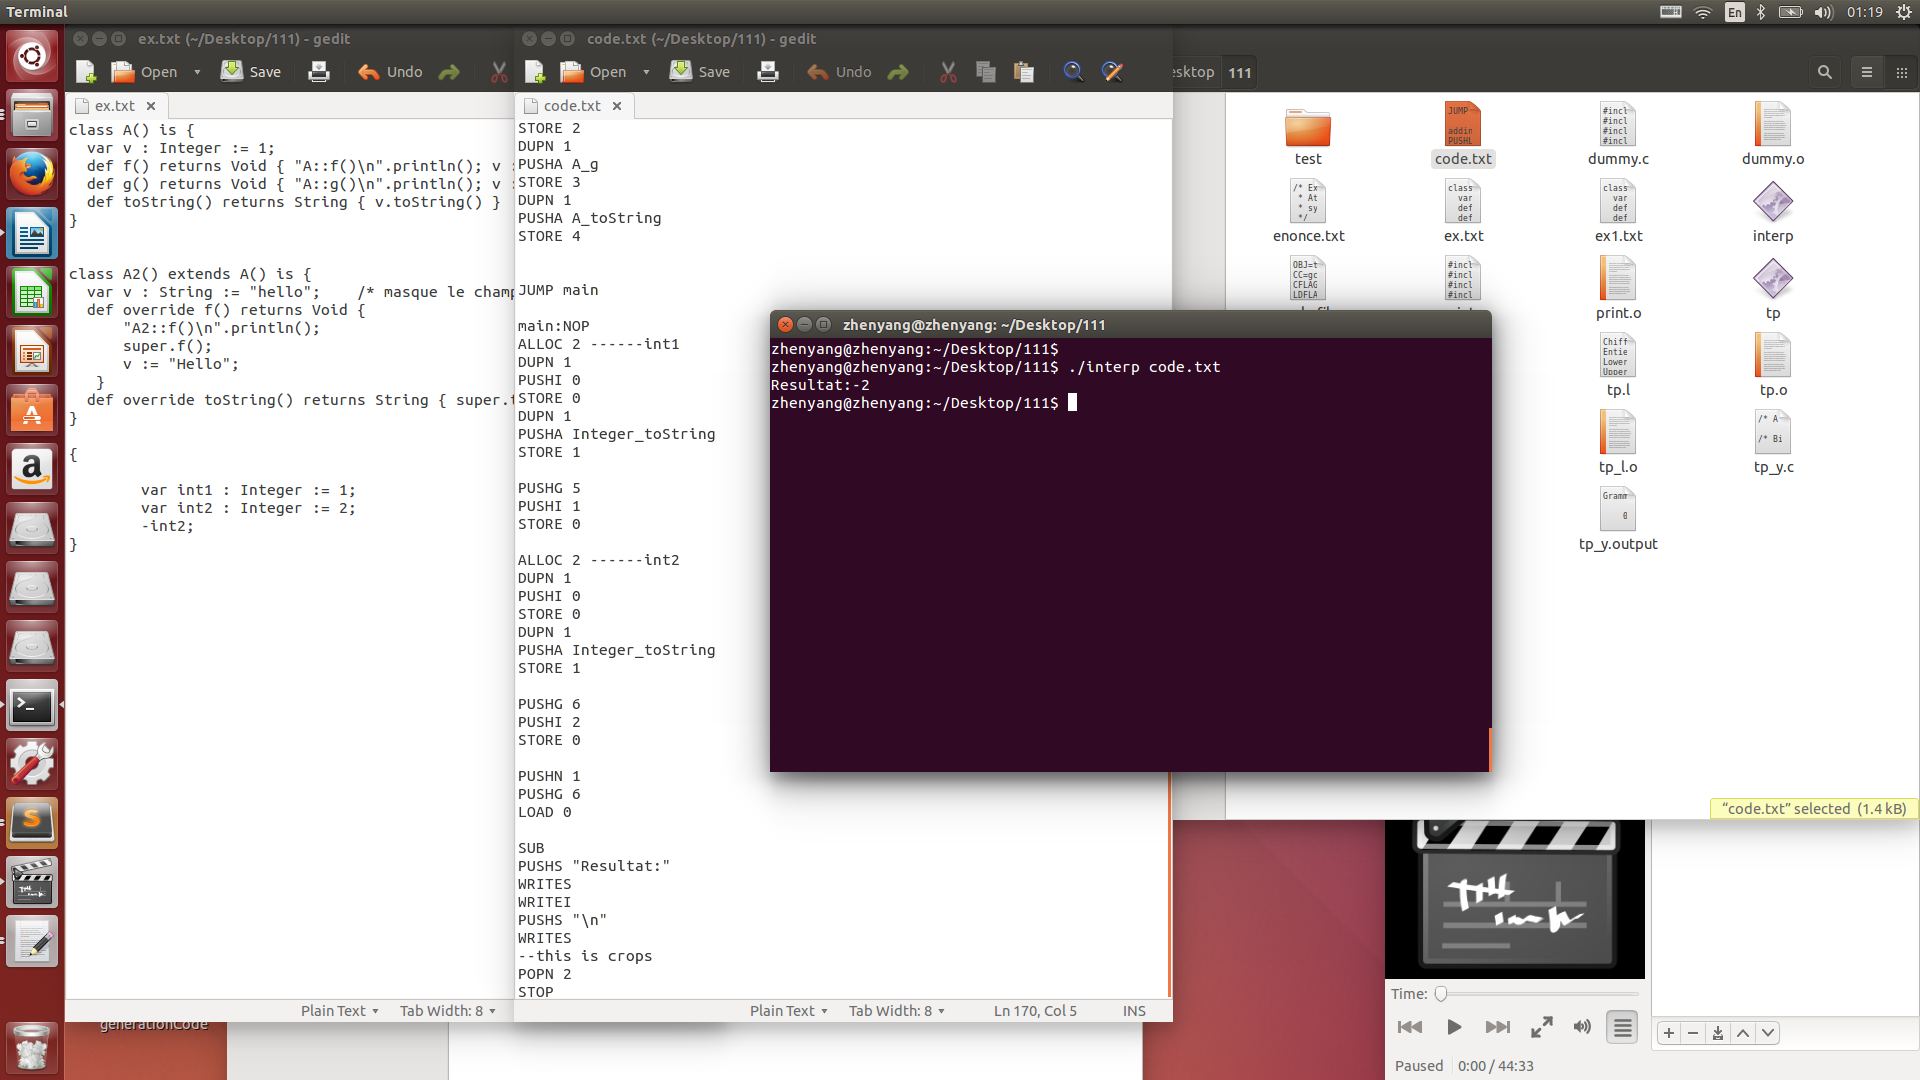 Terminal
En
01:19
ex.txt (~/Desktop/111) - gedit
Open
Save
Undo
ex.txt
class A() is {
var v : Integer := 1;
def f() returns Void { "A::f()\n".println(); v
def g() returns Void { "A::g()\n".println(); v
def toString() returns String { v.toString() }
}
class A2() extends A() is {
var v : String := "hello"; /* masque le champ
def override f() returns Void {
"A2::f()\n".println();
super.f();
v := "Hello";
}
def override toString() returns String { super.
}
{
var int1 : Integer := 1;
var int2 : Integer := 2;
-int2;
}
Plain Text
Tab Width: 8
code.txt (~/Desktop/111) - gedit
Open
Save
Undo
code.txt
STORE 2
DUPN 1
PUSHA A_g
STORE 3
DUPN 1
PUSHA A_toString
STORE 4
JUMP main
main:NOP
ALLOC 2 ------int1
DUPN 1
PUSHI 0
STORE 0
DUPN 1
PUSHA Integer_toString
STORE 1
PUSHG 5
PUSHI 1
STORE 0
ALLOC 2 ------int2
DUPN 1
PUSHI 0
STORE 0
DUPN 1
PUSHA Integer_toString
STORE 1
PUSHG 6
PUSHI 2
STORE 0
PUSHN 1
PUSHG 6
LOAD 0
SUB
PUSHS "Resultat:"
WRITES
WRITEI
PUSHS "\n"
WRITES
--this is crops
POPN 2
STOP
Plain Text
Tab Width: 8
Ln 170, Col 5
INS
zhenyang@zhenyang: ~/Desktop/111
zhenyang@zhenyang:~/Desktop/111$
zhenyang@zhenyang:~/Desktop/111$ ./interp code.txt
Resultat:-2
zhenyang@zhenyang:~/Desktop/111$
esktop 111
test
code.txt
dummy.c
dummy.o
enonce.txt
ex.txt
ex1.txt
interp
print.o
tp
tp.l
tp.o
tp_l.o
tp_y.c
tp_y.output
"code.txt" selected (1.4 kB)
generationCode
Time:
Paused 0:00 / 44:33